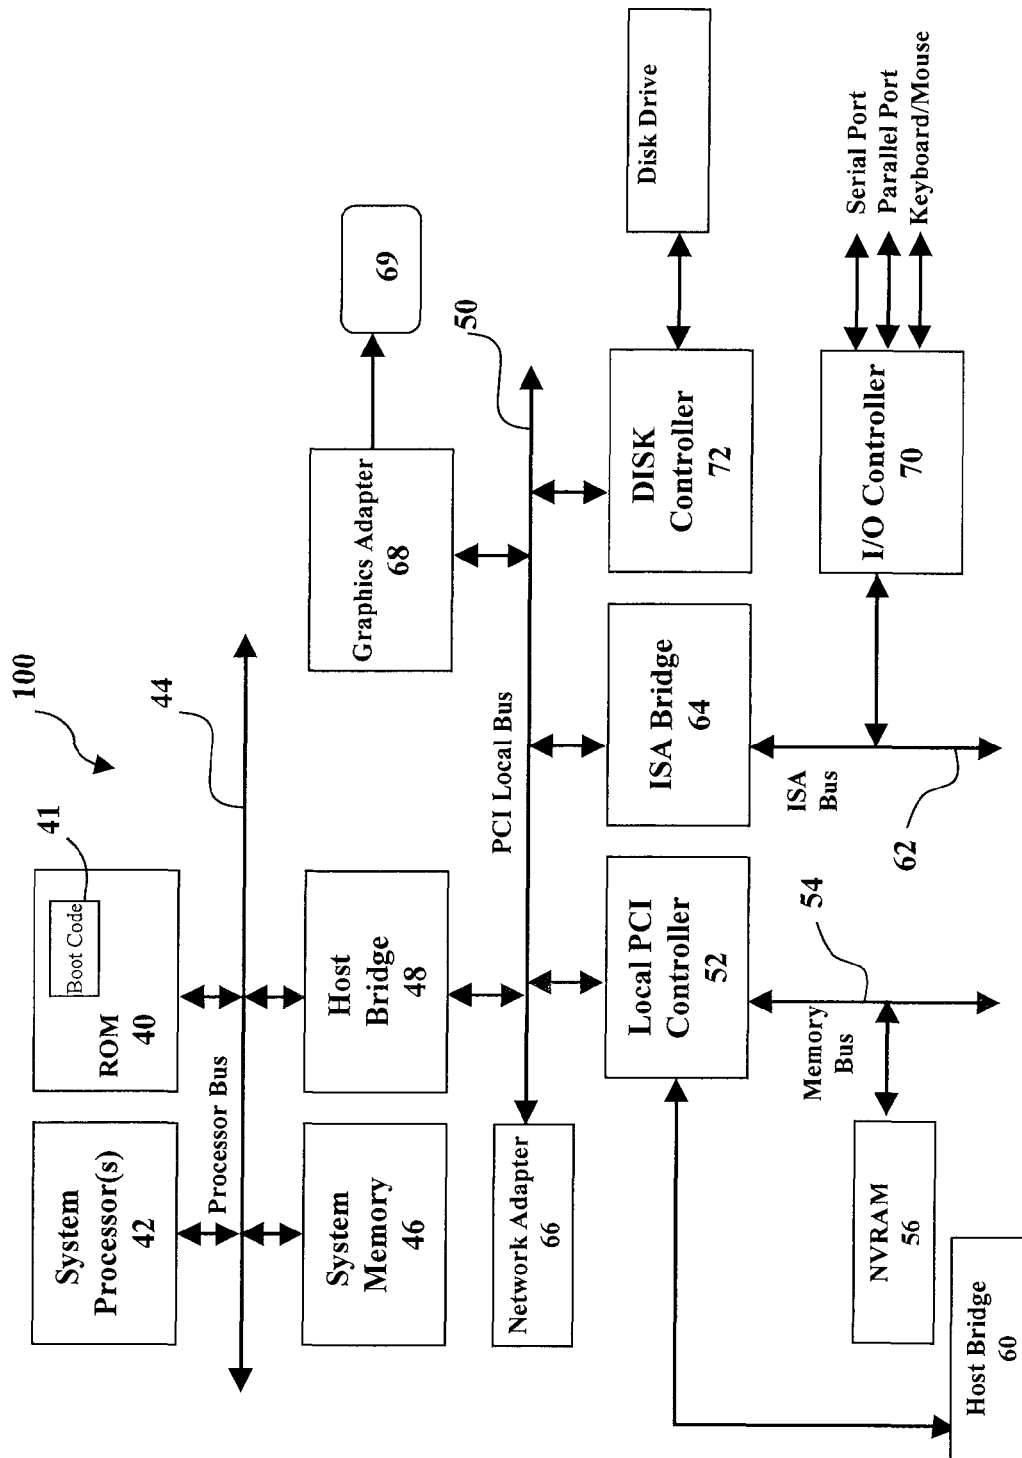 100
System
Processor(s)
42
ROM
40
Boot Code
41
44
Processor Bus
System
Memory
46
Host
Bridge
48
Graphics Adapter
68
69
Network Adapter
66
PCI Local Bus
50
Local PCI
Controller
52
ISA Bridge
64
DISK
Controller
72
Disk Drive
Memory
Bus
54
ISA
Bus
62
NVRAM
56
I/O Controller
70
Serial Port
Parallel Port
Keyboard/Mouse
Host Bridge
60